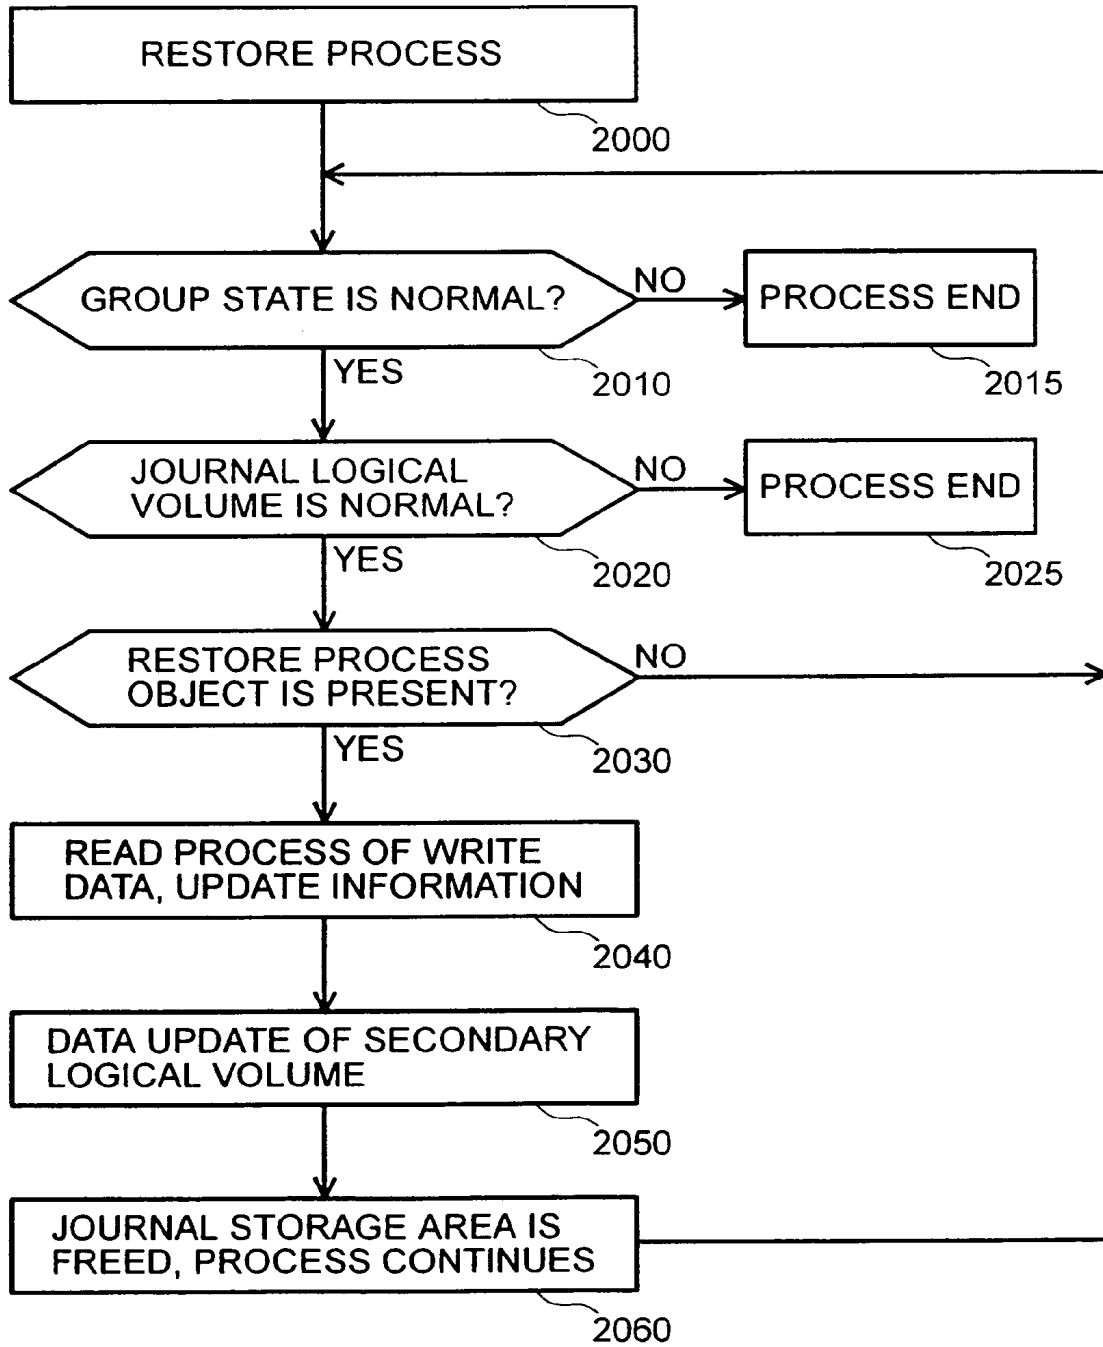 RESTORE PROCESS
2000
GROUP STATE IS NORMAL?
NO
PROCESS END
YES
2010
2015
JOURNAL LOGICAL
VOLUME IS NORMAL?
NO
PROCESS END
YES
2020
2025
RESTORE PROCESS
OBJECT IS PRESENT?
NO
YES
2030
READ PROCESS OF WRITE
DATA, UPDATE INFORMATION
2040
DATA UPDATE OF SECONDARY
LOGICAL VOLUME
2050
JOURNAL STORAGE AREA IS
FREED, PROCESS CONTINUES
2060